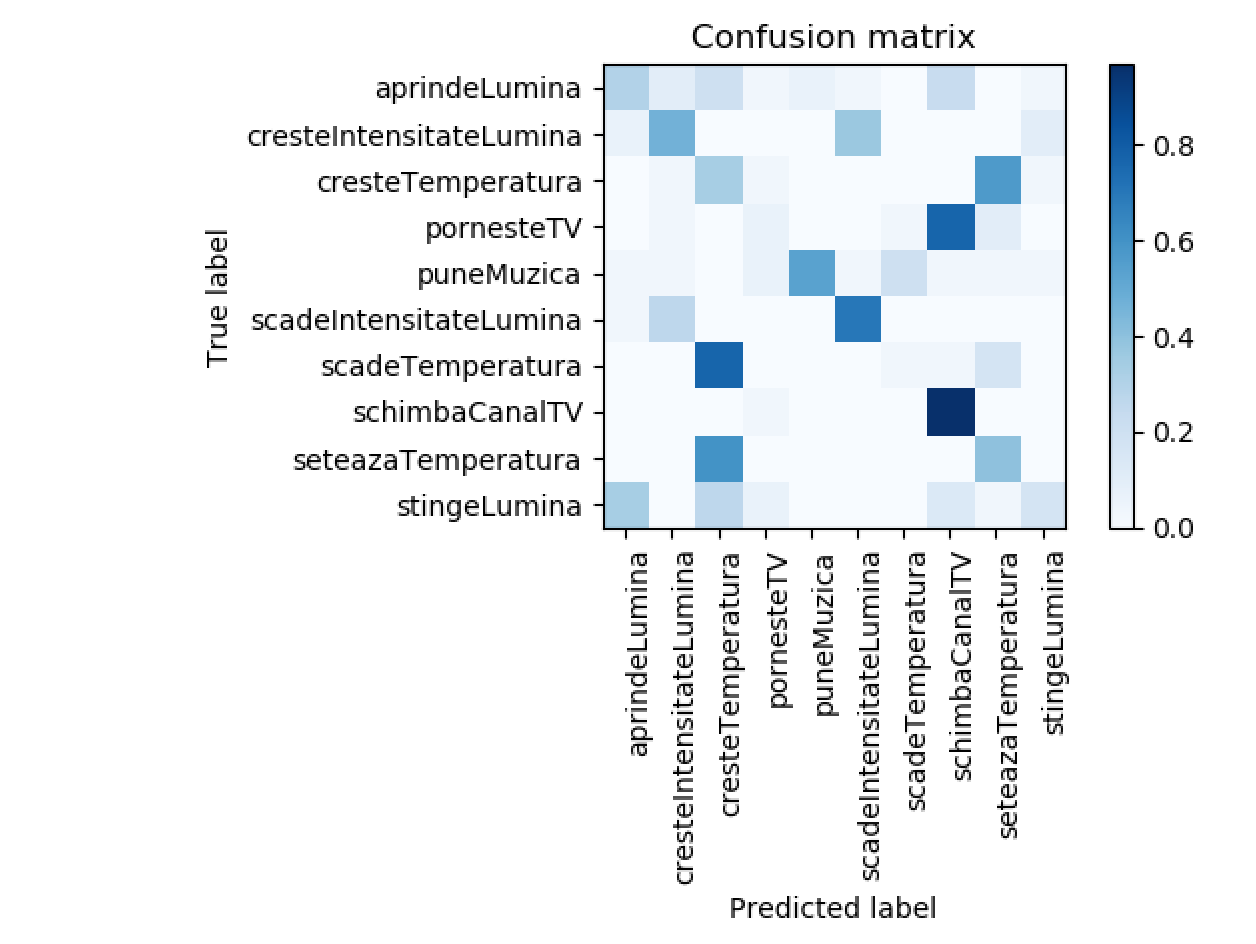 Confusion matrix
True label
aprindeLumina
cresteIntensitateLumina
cresteTemperatura
pornesteTV
puneMuzica
scadeIntensitateLumina
scadeTemperatura
schimbaCanalTV
seteazaTemperatura
stingeLumina
0.8
0.6
0.4
0.2
0.0
aprindeLumina
cresteIntensitateLumina
cresteTemperatura
pornesteTV
puneMuzica
scadeIntensitateLumina
scadeTemperatura
schimbaCanalTV
seteazaTemperatura
stingeLumina
Predicted label